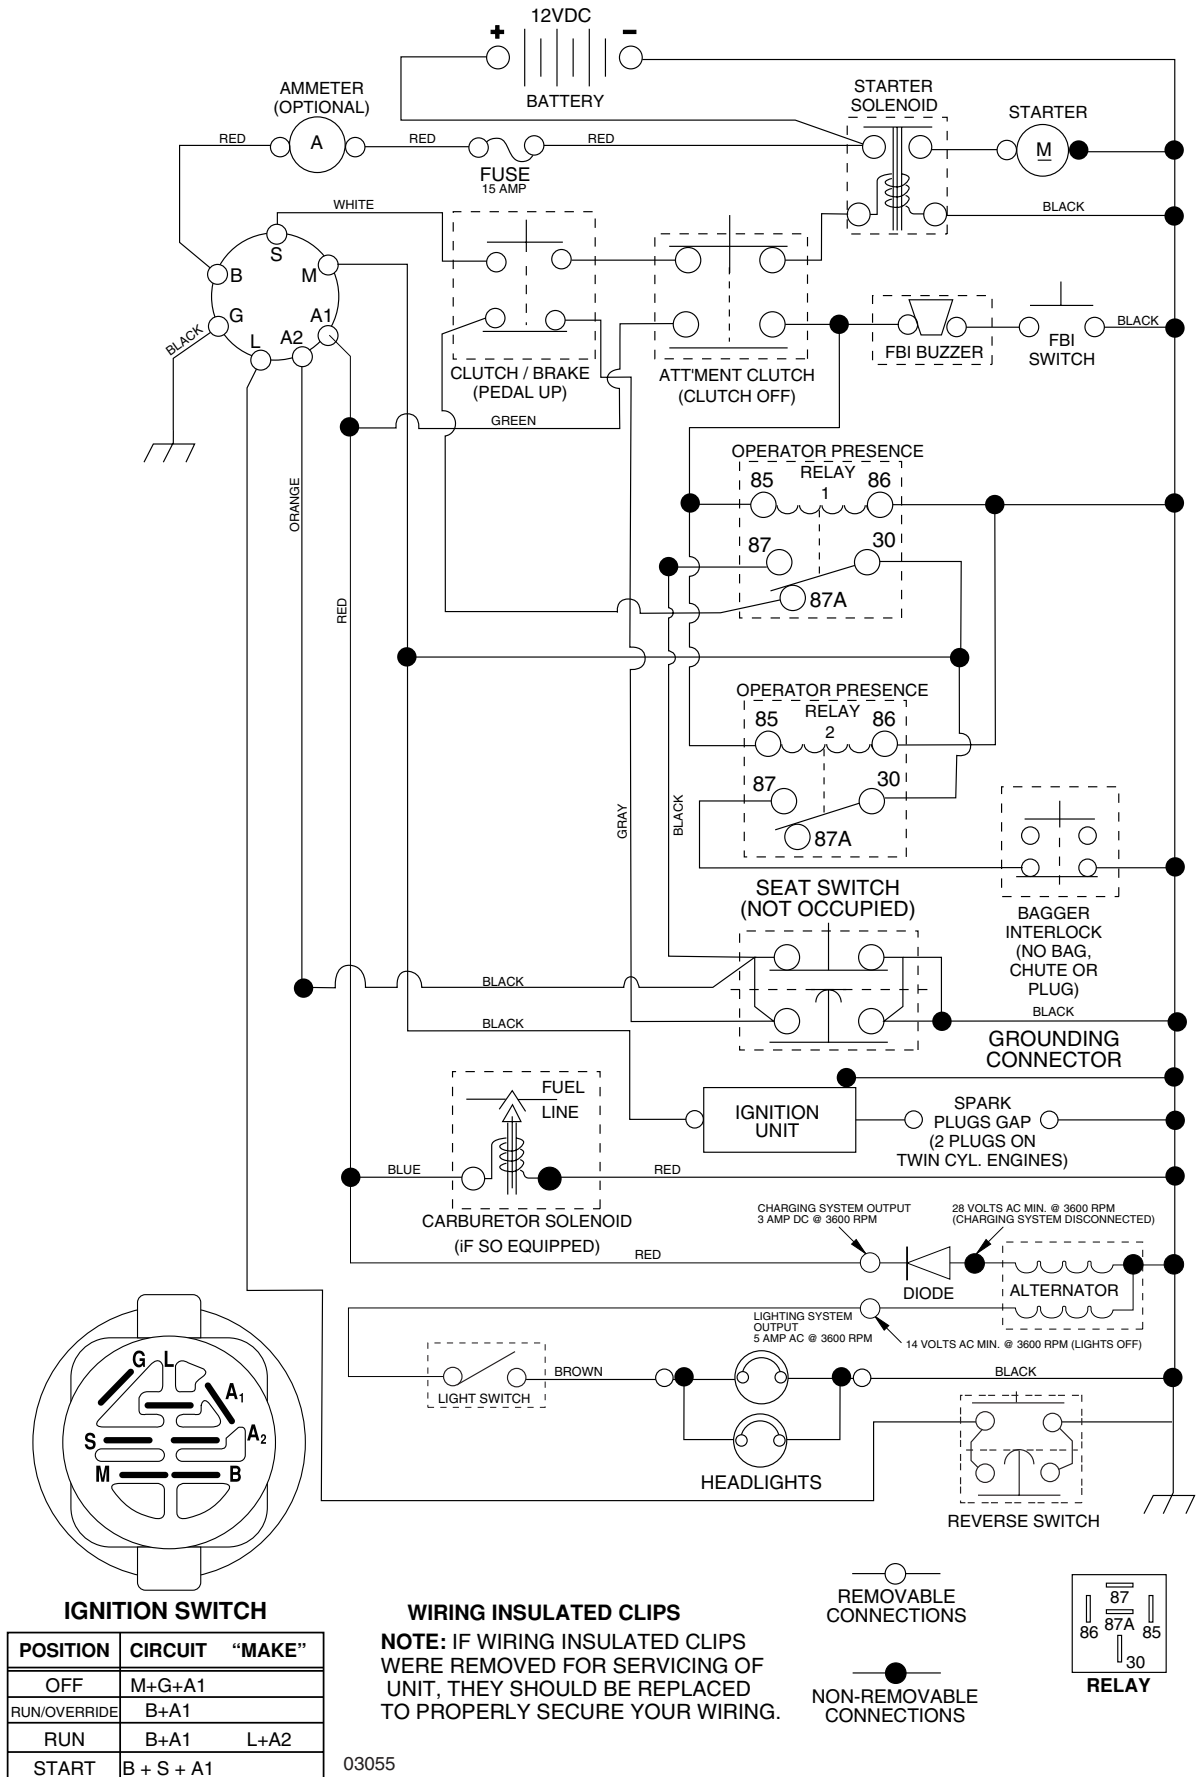 12VDC
+
−
BATTERY
AMMETER
(OPTIONAL)
A
RED
RED
FUSE
15 AMP
RED
STARTER
SOLENOID
STARTER
M
BLACK
WHITE
S
B
M
G
A1
L
A2
BLACK
CLUTCH / BRAKE
(PEDAL UP)
ATT'MENT CLUTCH
(CLUTCH OFF)
FBI BUZZER
FBI
SWITCH
BLACK
GREEN
ORANGE
RED
OPERATOR PRESENCE
RELAY
1
85
86
87
30
87A
OPERATOR PRESENCE
RELAY
2
85
86
87
30
87A
GRAY
BLACK
BAGGER
INTERLOCK
(NO BAG,
CHUTE OR
PLUG)
SEAT SWITCH
(NOT OCCUPIED)
BLACK
BLACK
BLACK
GROUNDING
CONNECTOR
FUEL
LINE
IGNITION
UNIT
SPARK
PLUGS GAP
(2 PLUGS ON
TWIN CYL. ENGINES)
BLUE
RED
CARBURETOR SOLENOID
(iF SO EQUIPPED)
CHARGING SYSTEM OUTPUT
3 AMP DC @ 3600 RPM
28 VOLTS AC MIN. @ 3600 RPM
(CHARGING SYSTEM DISCONNECTED)
RED
DIODE
ALTERNATOR
LIGHTING SYSTEM
OUTPUT
5 AMP AC @ 3600 RPM
14 VOLTS AC MIN. @ 3600 RPM (LIGHTS OFF)
LIGHT SWITCH
BROWN
BLACK
HEADLIGHTS
REVERSE SWITCH
G
L
A1
A2
S
M
B
IGNITION SWITCH
POSITION CIRCUIT “MAKE”
OFF M+G+A1
RUN/OVERRIDE B+A1
RUN B+A1 L+A2
START B + S + A1
WIRING INSULATED CLIPS
NOTE: IF WIRING INSULATED CLIPS
WERE REMOVED FOR SERVICING OF
UNIT, THEY SHOULD BE REPLACED
TO PROPERLY SECURE YOUR WIRING.
03055
REMOVABLE
CONNECTIONS
NON-REMOVABLE
CONNECTIONS
87
86
87A
85
30
RELAY